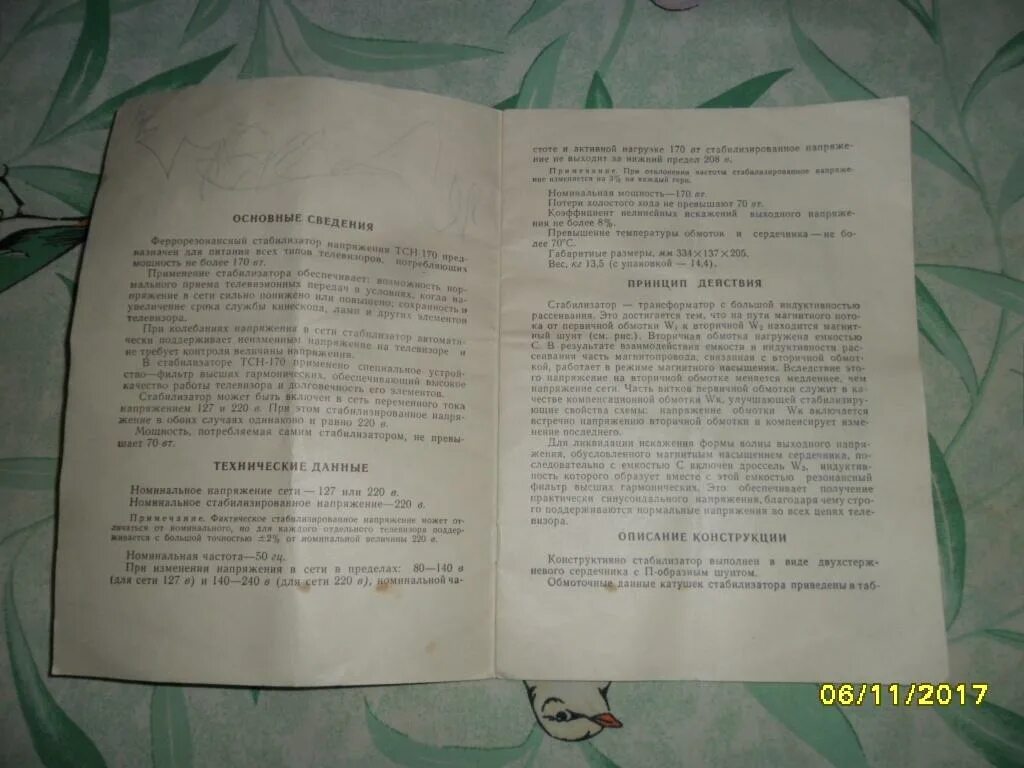 ОСНОВНЫЕ СВЕДЕНИЯ
Феррорезонансный стабилизатор напряжения ТСН-170 пред-
назначен для питания всех типов телевизоров, потребляющих
мощность не более 170 вт.
Применение стабилизатора обеспечивает: возможность нор-
мального приема телевизионных передач в условиях, когда на-
пряжение в сети сильно понижено или повышено; сохранность и
увеличение срока службы кинескопа, ламп и других элементов
телевизора.
При колебаниях напряжения в сети стабилизатор автомати-
чески поддерживает неизменным напряжение на телевизоре и
не требует контроля величины напряжения.
В стабилизаторе ТСН-170 применено специальное устрой-
ство—фильтр высших гармонических, обеспечивающий высокое
качество работы телевизора и долговечность его элементов.
Стабилизатор может быть включен в сеть переменного тока
напряжением 127 и 220 в. При этом стабилизированное напря-
жение в обоих случаях одинаково и равно 220 в.
Мощность, потребляемая самим стабилизатором, не превы-
шает 70 вт.
ТЕХНИЧЕСКИЕ ДАННЫЕ
Номинальное напряжение сети — 127 или 220 в.
Номинальное стабилизированное напряжение—220 в.
Примечание. Фактическое стабилизированное напряжение может от-
личаться от номинального, но для каждого отдельного телевизора поддер-
живается с большой точностью ±2% от номинальной величины 220 в.
Номинальная частота—50 гц.
При изменении напряжения в сети в пределах: 80—140 в
(для сети 127 в) и 140—240 в (для сети 220 в), номинальной ча-
стоте и активной нагрузке 170 вт стабилизированное напряже-
ние не выходит за нижний предел 208 в.
Примечание. При отклонении частоты стабилизированное напряже-
ние изменяется на 3% на каждый герц.
Номинальная мощность—170 вт.
Потери холостого хода не превышают 70 вт.
Коэффициент нелинейных искажений выходного напряже-
ния не более 8%.
Превышение температуры обмоток и сердечника — не бо-
лее 70°С.
Габаритные размеры, мм 334×137×205.
Вес, кг 13,5 (с упаковкой — 14,4).
ПРИНЦИП ДЕЙСТВИЯ
Стабилизатор — трансформатор с большой индуктивностью
рассеивания. Это достигается тем, что на пути магнитного пото-
ка от первичной обмотки W₁ к вторичной W₂ находится магнит-
ный шунт (см. рис.). Вторичная обмотка нагружена емкостью
С. В результате взаимодействия емкости и индуктивности рас-
сеивания часть магнитопровода, связанная с вторичной обмот-
кой, работает в режиме магнитного насыщения. Вследствие это-
го напряжение на вторичной обмотке меняется медленнее, чем
напряжение сети. Часть витков первичной обмотки служит в ка-
честве компенсационной обмотки Wк, улучшающей стабилизирую-
щие свойства схемы: напряжение обмотки Wк включается
встречно напряжению вторичной обмотки и компенсирует изме-
нение последнего.
Для ликвидации искажения формы волны выходного напря-
жения, обусловленного магнитным насыщением сердечника, по-
следовательно с емкостью С включен дроссель W₃, индуктив-
ность которого образует вместе с этой емкостью резонансный
фильтр высших гармонических. Это обеспечивает получение
практически синусоидального напряжения, благодаря чему стро-
го поддерживаются нормальные напряжения во всех цепях теле-
визора.
ОПИСАНИЕ КОНСТРУКЦИИ
Конструктивно стабилизатор выполнен в виде двухстерж-
невого сердечника с П-образным шунтом.
Обмоточные данные катушек стабилизатора приведены в таб-
06/11/2017